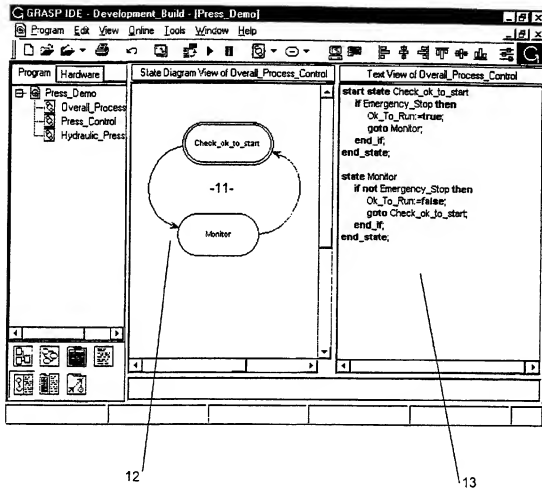 GRASP IDE - Development_Build - [Press_Demo]
Program Edit View Online Tools Window Help
Program Hardware
Press_Demo
Overall_Process
Press_Control
Hydraulic_Press
State Diagram View of Overall_Process_Control
Check_ok_to_start
-11-
Monitor
Text View of Overall_Process_Control
start state Check_ok_to_start
if Emergency_Stop then
Ok_To_Run:=true;
goto Monitor;
end_if;
end_state;
state Monitor
if not Emergency_Stop then
Ok_To_Run:=false;
goto Check_ok_to_start;
end_if;
end_state;
12
13